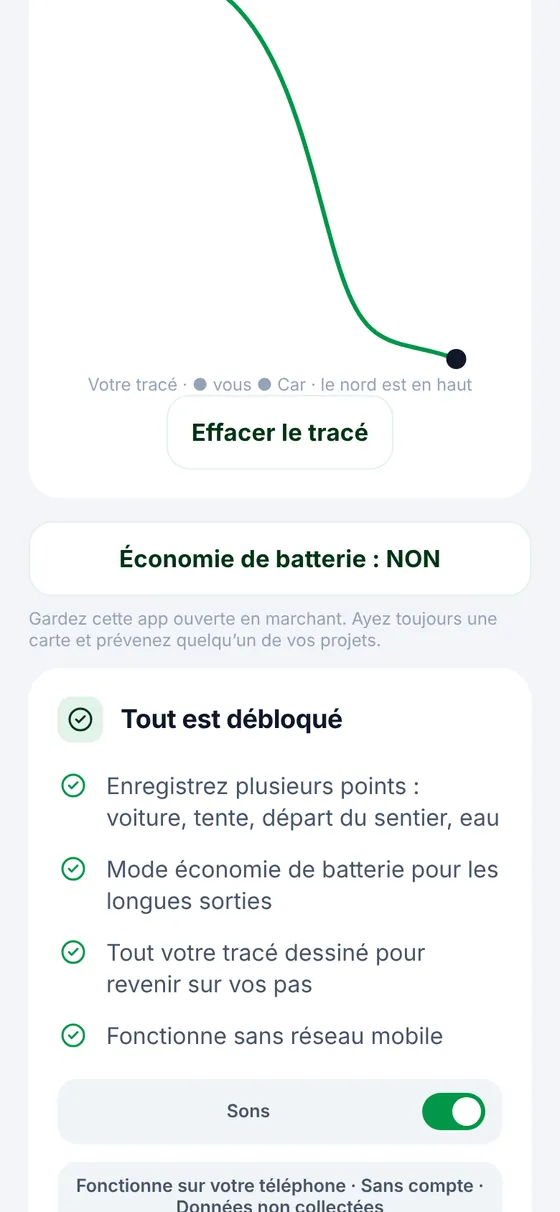 Votre tracé · ● vous ● Car · le nord est en haut
Effacer le tracé
Économie de batterie : NON
Gardez cette app ouverte en marchant. Ayez toujours une
carte et prévenez quelqu’un de vos projets.
Tout est débloqué
Enregistrez plusieurs points :
voiture, tente, départ du sentier, eau
Mode économie de batterie pour les
longues sorties
Tout votre tracé dessiné pour
revenir sur vos pas
Fonctionne sans réseau mobile
Sons
Fonctionne sur votre téléphone · Sans compte ·
Données non collectées